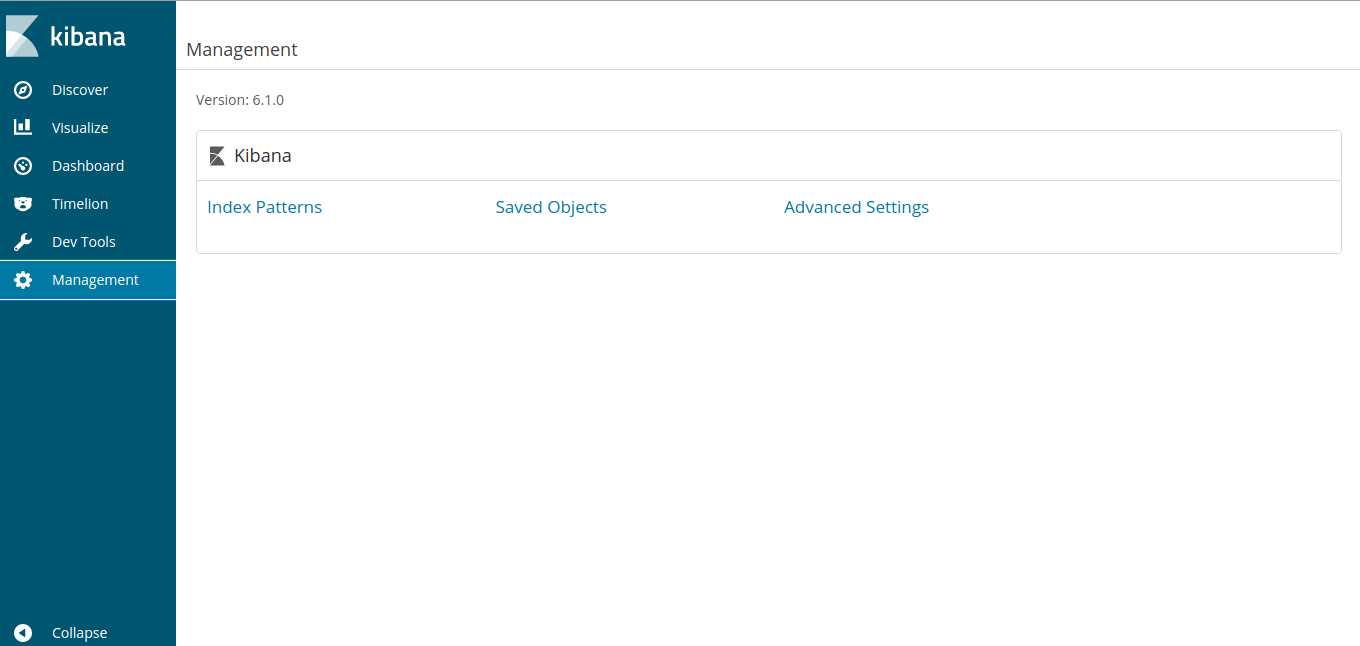 kibana
Discover
Visualize
Dashboard
Timelion
Dev Tools
Management
Collapse
Management
Version: 6.1.0
Kibana
Index Patterns Saved Objects Advanced Settings